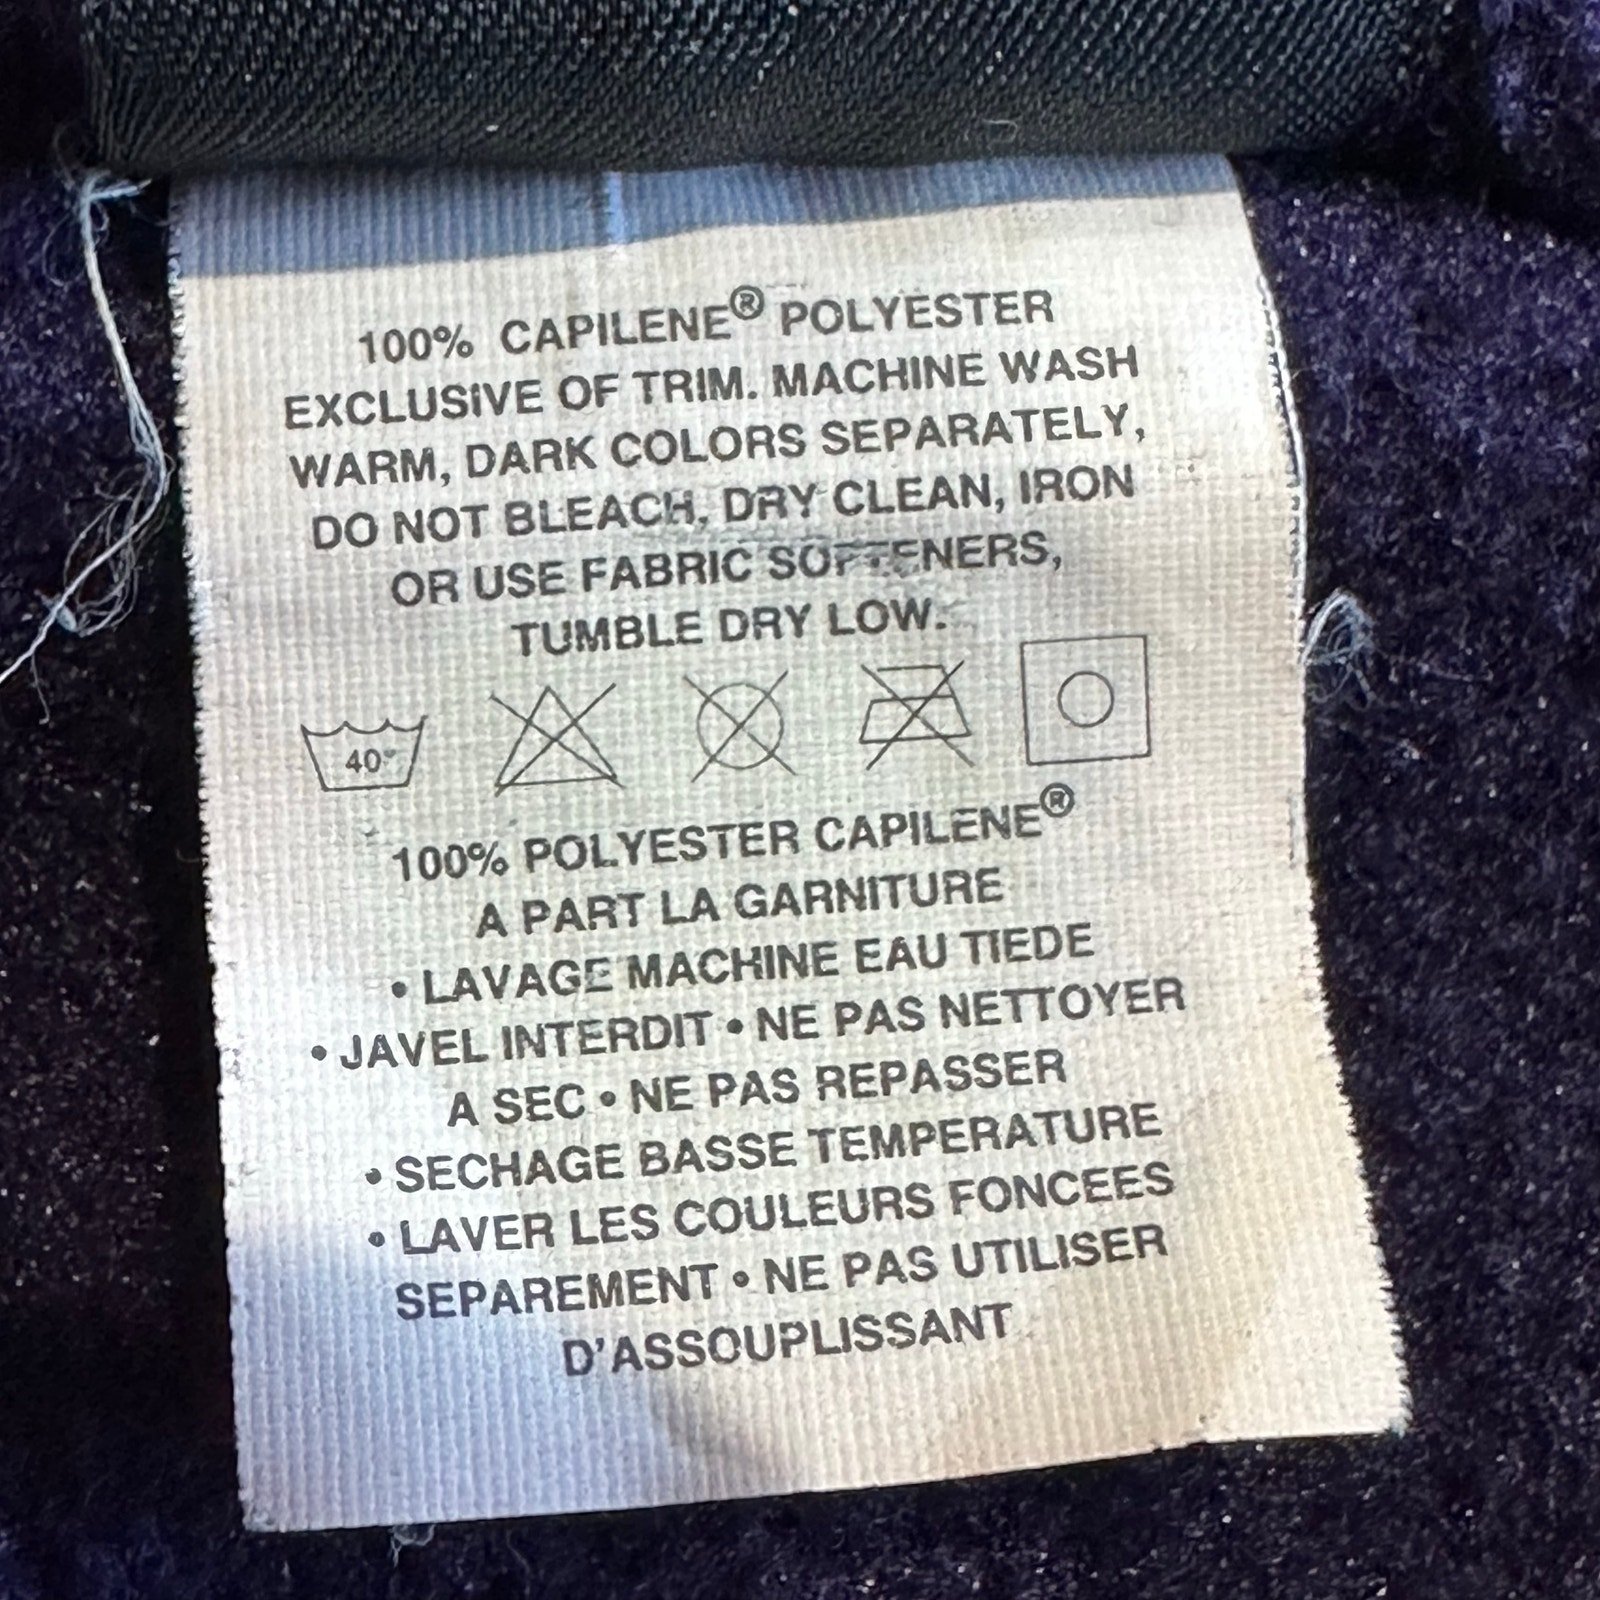 100% CAPILENE® POLYESTER
EXCLUSIVE OF TRIM. MACHINE WASH
WARM, DARK COLORS SEPARATELY,
DO NOT BLEACH, DRY CLEAN, IRON
OR USE FABRIC SOFTENERS,
TUMBLE DRY LOW.
40°
100% POLYESTER CAPILENE®
A PART LA GARNITURE
• LAVAGE MACHINE EAU TIEDE
• JAVEL INTERDIT • NE PAS NETTOYER
A SEC • NE PAS REPASSER
• SECHAGE BASSE TEMPERATURE
• LAVER LES COULEURS FONCEES
SEPAREMENT • NE PAS UTILISER
D'ASSOUPLISSANT